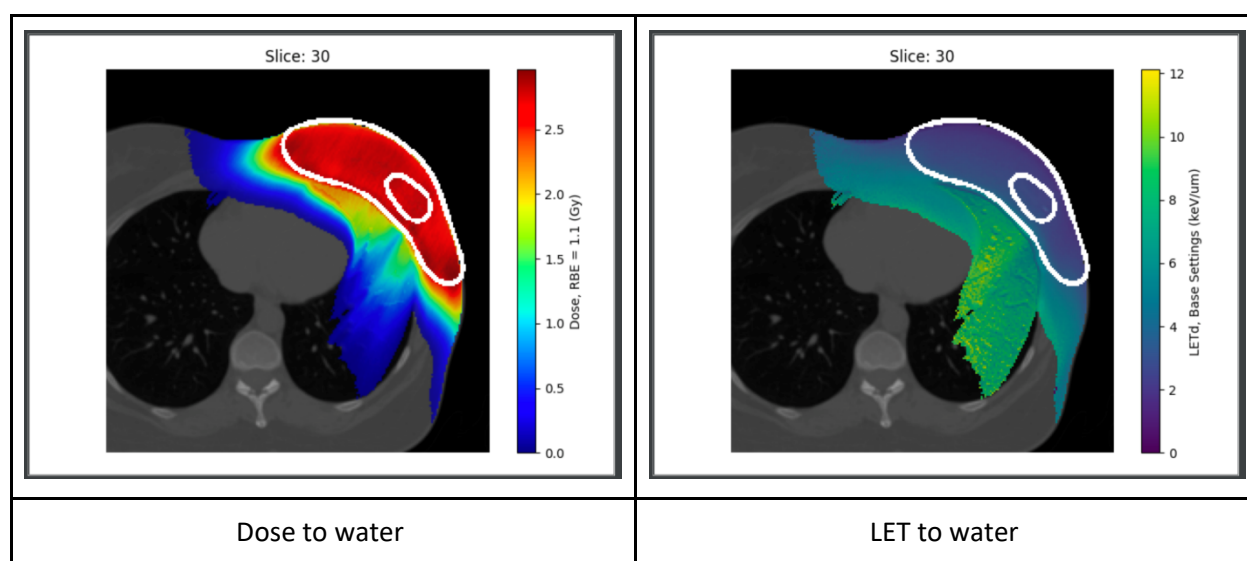 Slice: 30
2.5
2.0
1.5
1.0
0.5
0.0
Dose, RBE = 1.1 (Gy)
Slice: 30
12
10
8
6
4
2
0
LETd, Base Settings (keV/um)
Dose to water
LET to water